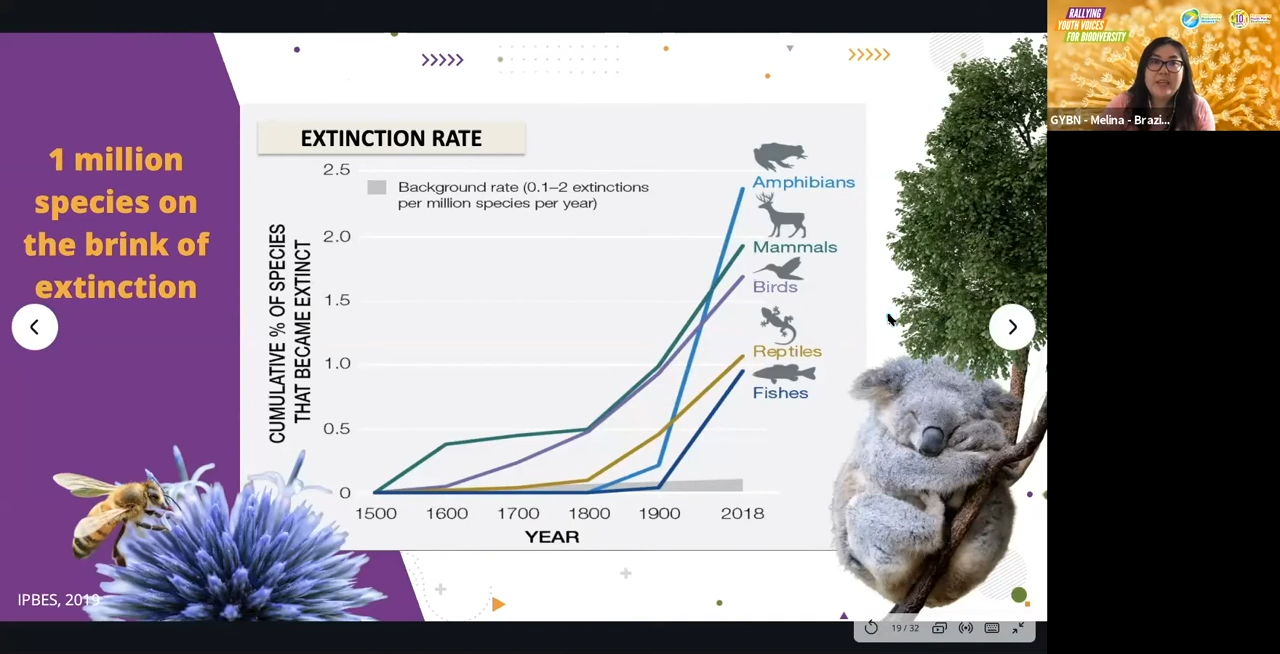 1 million
species on
the brink of
extinction
IPBES, 2019
EXTINCTION RATE
Background rate (0.1–2 extinctions
per million species per year)
CUMULATIVE % OF SPECIES
THAT BECAME EXTINCT
2.5
2.0
1.5
1.0
0.5
0
1500 1600 1700 1800 1900 2018
YEAR
Amphibians
Mammals
Birds
Reptiles
Fishes
19 / 32
RALLYING
YOUTH VOICES
FOR BIODIVERSITY
GYBN - Melina - Brazi...